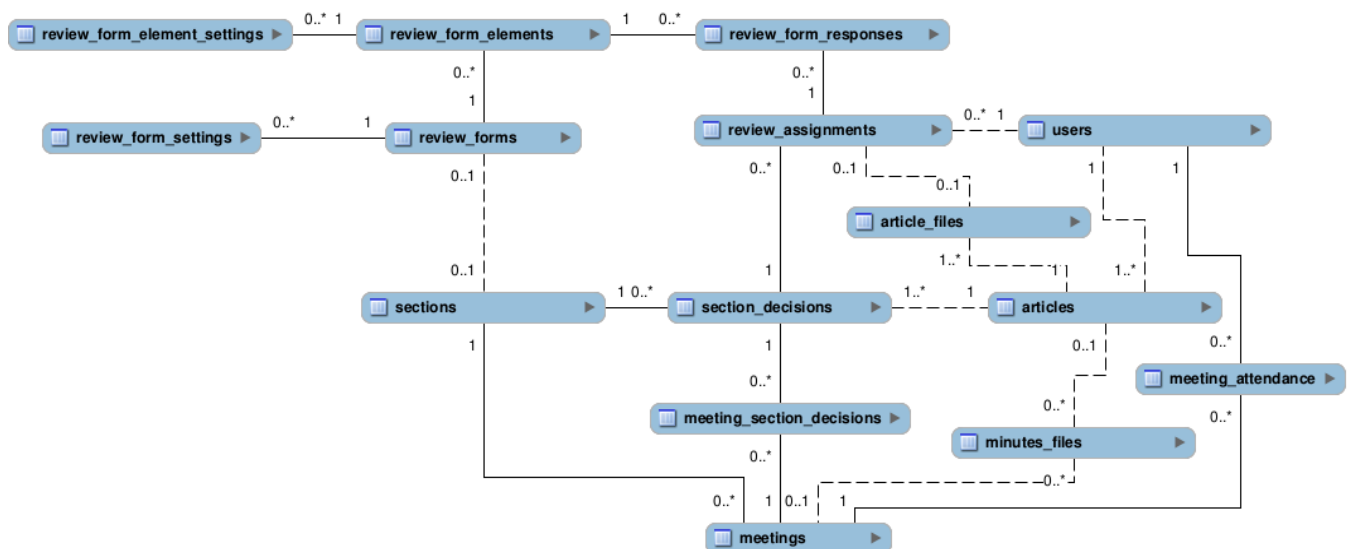 0..* 1 1 0..*
review_form_element_settings review_form_elements review_form_responses
0..* 0..*
1 1
0..* 1 0..* 1
review_form_settings review_forms review_assignments users
0..1 0..* 0..1 1 1
0..1
article_files
1..* 1 1..*
0..1 1
1 0..* 1..* 1
sections section_decisions articles
1 1 0..1 0..*
0..* 0..*
meeting_attendance
meeting_section_decisions 0..*
minutes_files
0..*
0..*
0..* 1 0..1 1
meetings